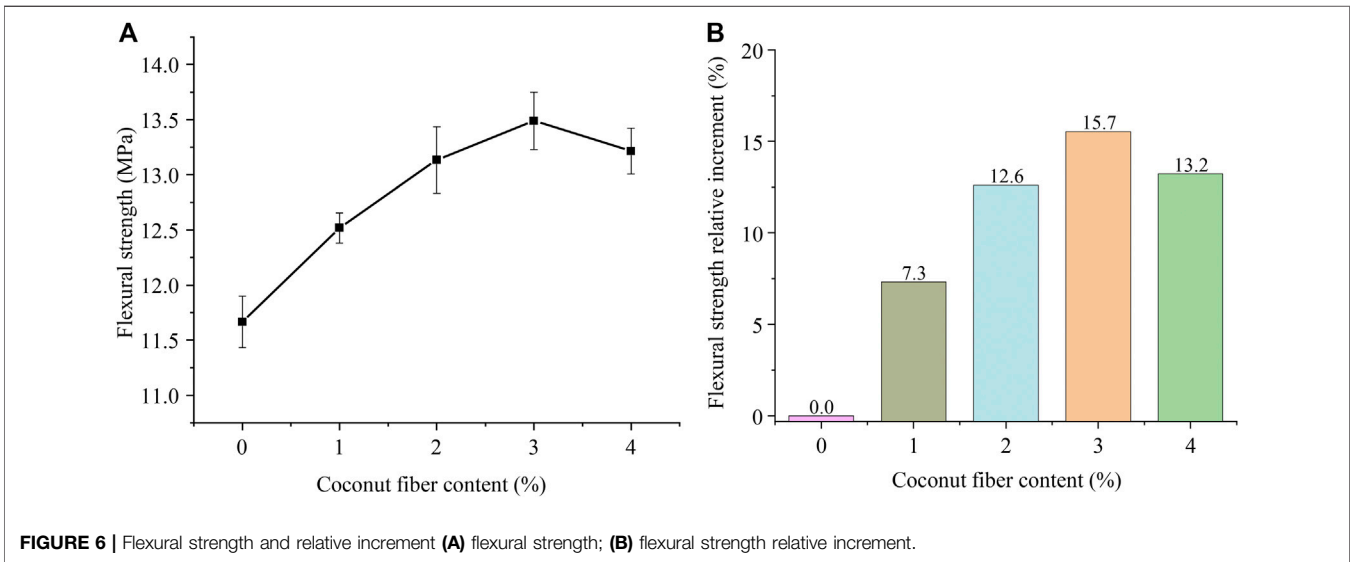 A
Flexural strength (MPa)
14.0
13.5
13.0
12.5
12.0
11.5
11.0
0 1 2 3 4
Coconut fiber content (%)
B
Flexural strength relative increment (%)
20
15
10
5
0
0.0
7.3
12.6
15.7
13.2
0 1 2 3 4
Coconut fiber content (%)
FIGURE 6 | Flexural strength and relative increment (A) flexural strength; (B) flexural strength relative increment.